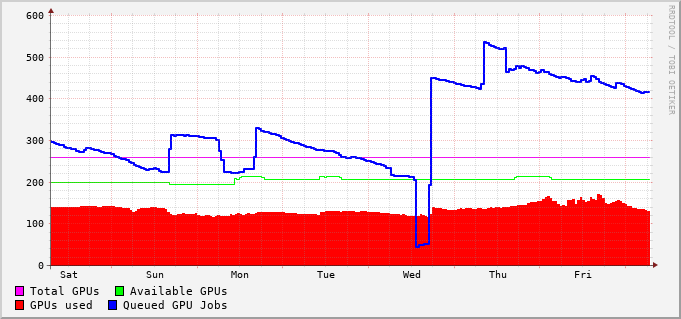 600
500
400
300
200
100
0
Sat Sun Mon Tue Wed Thu Fri
Total GPUs Available GPUs
GPUs used Queued GPU Jobs
RRDTOOL / TOBI OETIKER